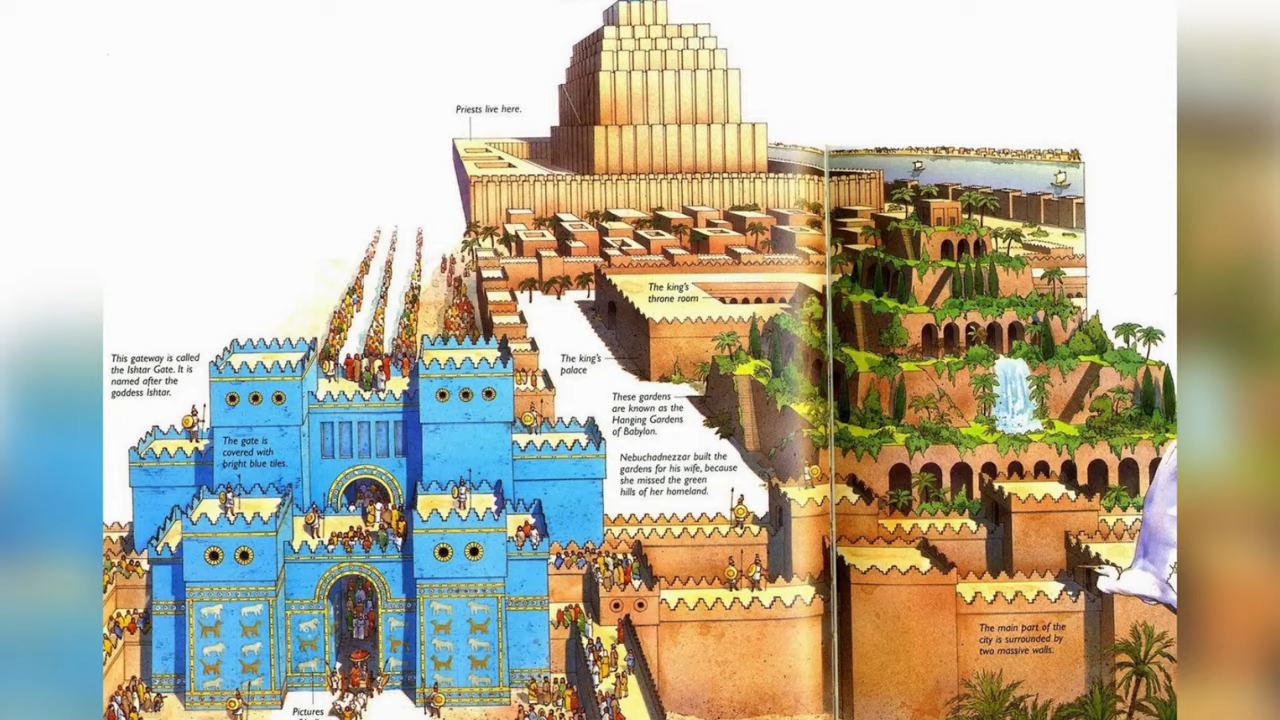 Priests live here.
The king's
throne room
This gateway is called
the Ishtar Gate. It is
named after the
goddess Ishtar.
The king's
palace
These gardens
are known as the
Hanging Gardens
of Babylon.
The gate is
covered with
bright blue tiles.
Nebuchadnezzar built the
gardens for his wife, because
she missed the green
hills of her homeland.
The main part of the
city is surrounded by
two massive walls.
Pictures